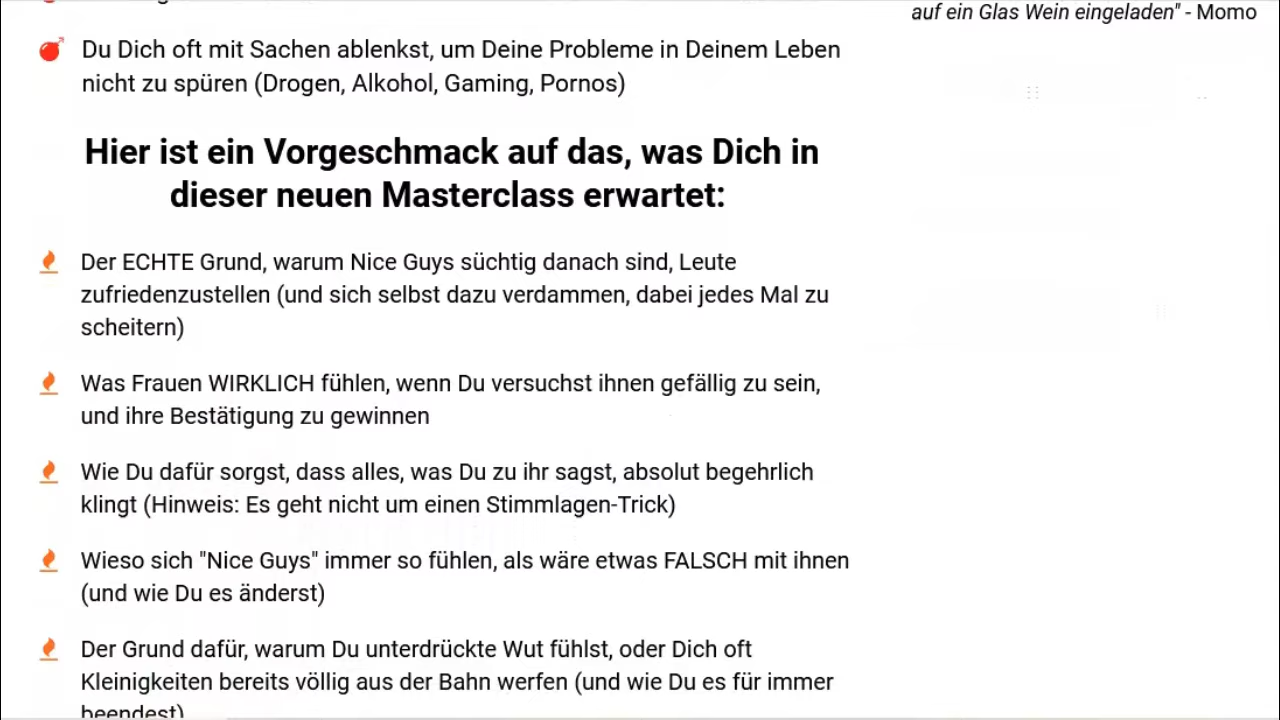 auf ein Glas Wein eingeladen" - Momo
Du Dich oft mit Sachen ablenkst, um Deine Probleme in Deinem Leben
nicht zu spüren (Drogen, Alkohol, Gaming, Pornos)
Hier ist ein Vorgeschmack auf das, was Dich in
dieser neuen Masterclass erwartet:
Der ECHTE Grund, warum Nice Guys süchtig danach sind, Leute
zufriedenzustellen (und sich selbst dazu verdammen, dabei jedes Mal zu
scheitern)
Was Frauen WIRKLICH fühlen, wenn Du versuchst ihnen gefällig zu sein,
und ihre Bestätigung zu gewinnen
Wie Du dafür sorgst, dass alles, was Du zu ihr sagst, absolut begehrlich
klingt (Hinweis: Es geht nicht um einen Stimmlagen-Trick)
Wieso sich "Nice Guys" immer so fühlen, als wäre etwas FALSCH mit ihnen
(und wie Du es änderst)
Der Grund dafür, warum Du unterdrückte Wut fühlst, oder Dich oft
Kleinigkeiten bereits völlig aus der Bahn werfen (und wie Du es für immer
beendest)